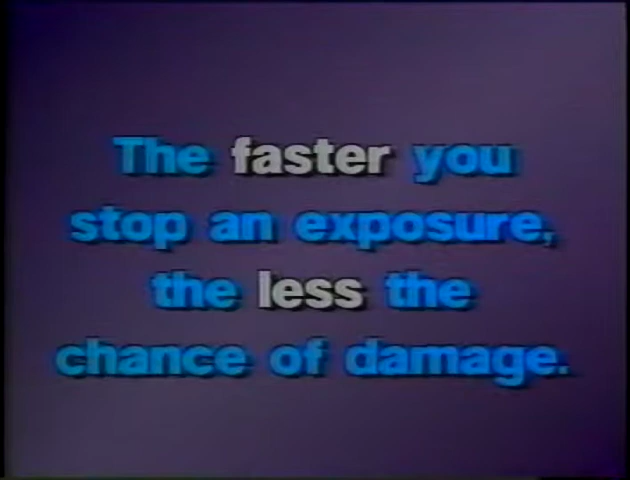 The faster you
stop an exposure,
the less the
chance of damage.